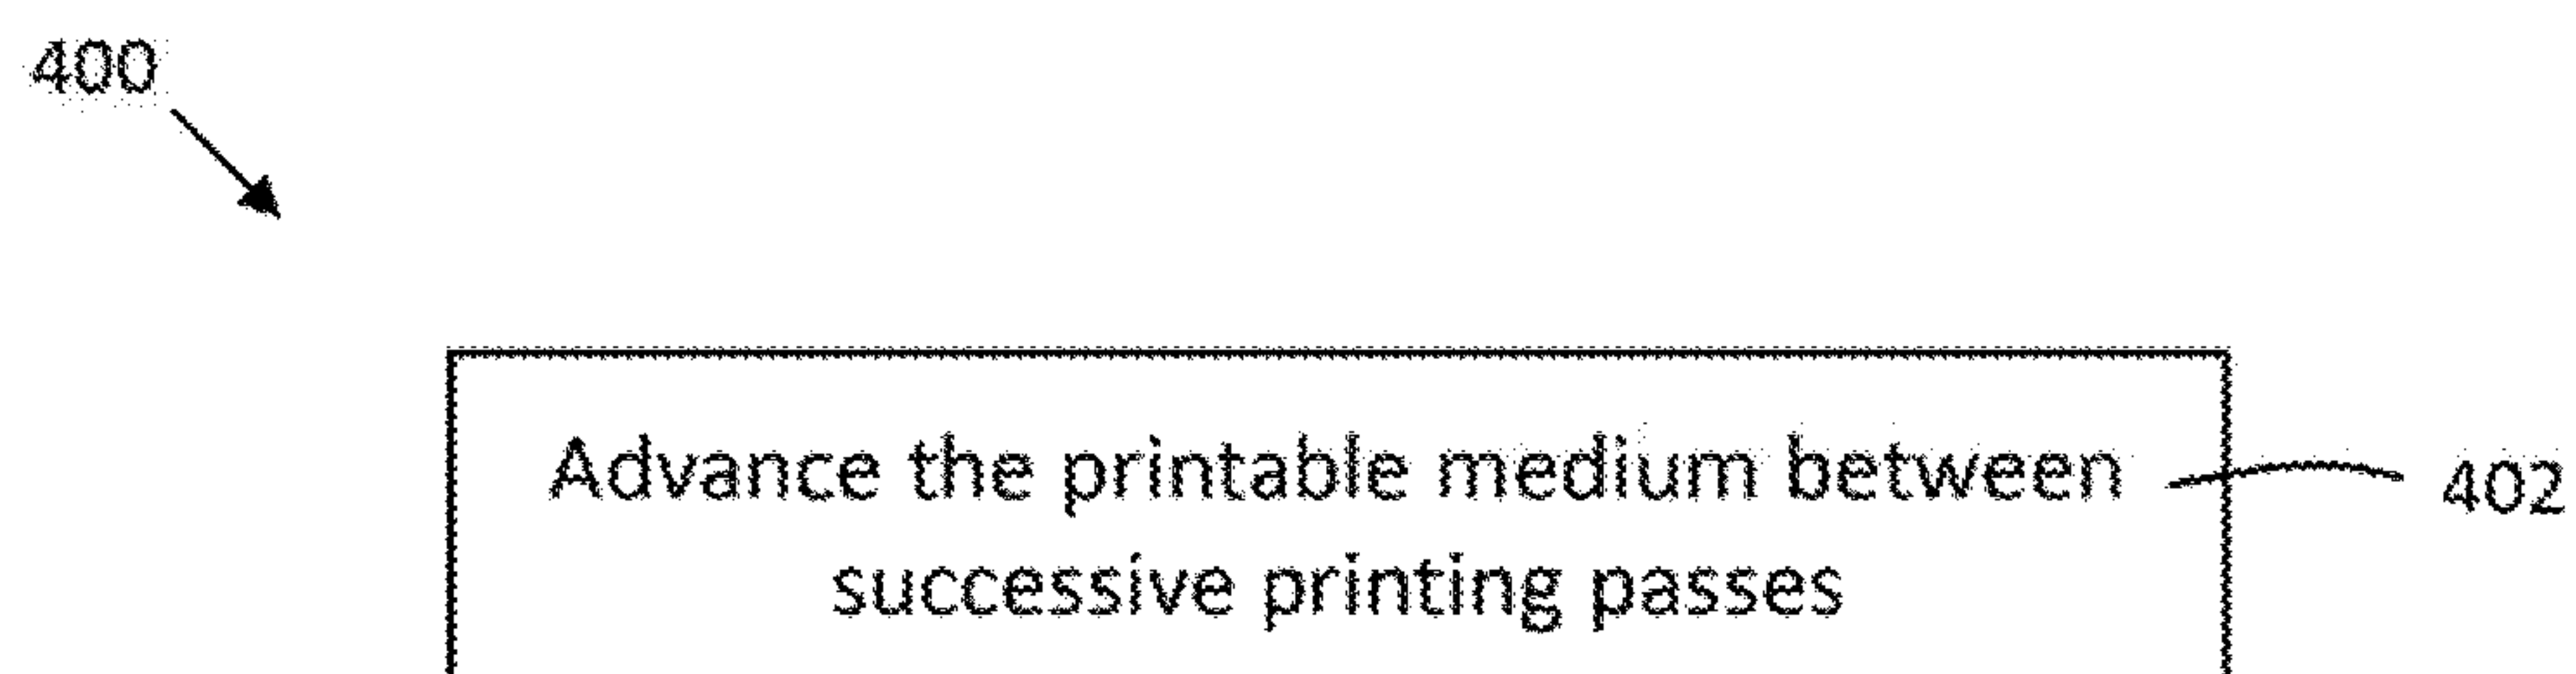 400
Advance the printable medium between
402
successive printing passes